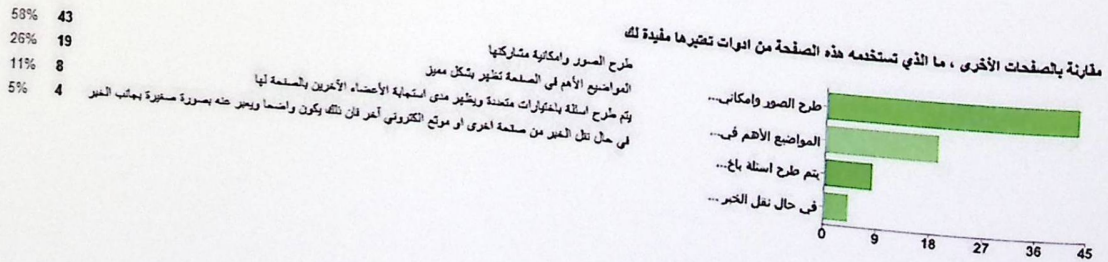 مقارنة بالصفحات الأخرى ، ما الذي تستخدمه هذه الصفحة من ادوات تعتبرها مفيدة لك
طرح الصور وامكاني...
المواضيع الأهم في...
يتم طرح اسئلة باخ...
في حال نقل الخبر ...
0 9 18 27 36 45
طرح الصور وامكانية مشاركتها 43 58%
المواضيع الأهم في الصفحة تظهر بشكل مميز 19 26%
يتم طرح اسئلة باختيارات متعددة ويظهر مدى استجابة الأعضاء الآخرين بالصفحة لها 8 11%
في حال نقل الخبر من صفحة اخرى او موقع الكتروني آخر فان ذلك يكون واضحا ويعبر عنه بصورة صغيرة بجانب الخبر 4 5%